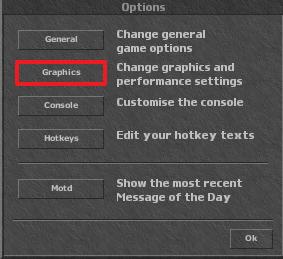 Options
General
Change general
game options
Graphics
Change graphics and
performance settings
Console
Customise the console
Hotkeys
Edit your hotkey texts
Motd
Show the most recent
Message of the Day
Ok